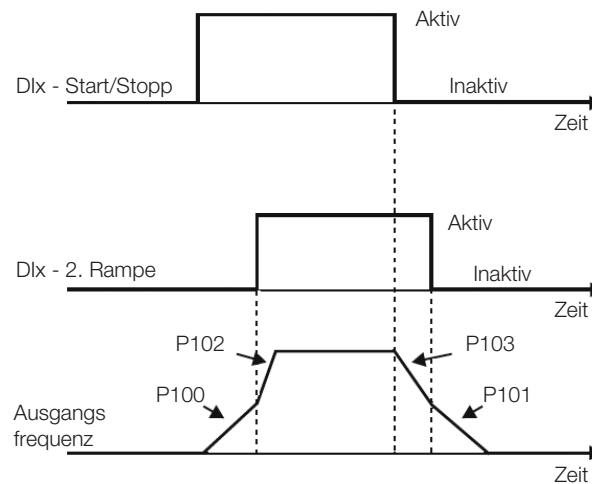 Aktiv
DIx - Start/Stopp
Inaktiv
Zeit
Aktiv
DIx - 2. Rampe
Inaktiv
Zeit
P102
P103
P100
P101
Ausgangs
frequenz
Zeit